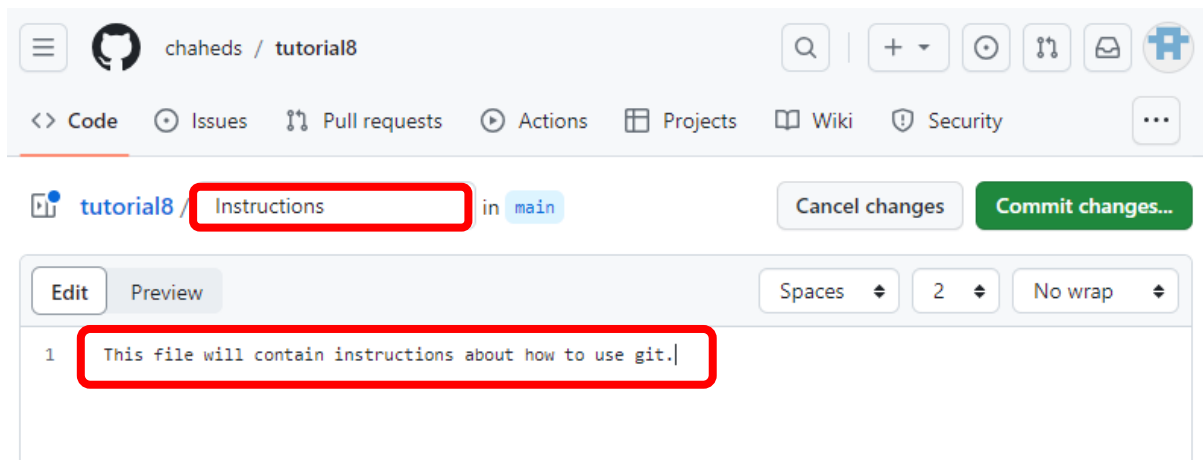 chaheds / tutorial8
<> Code Issues Pull requests Actions Projects Wiki Security ...
tutorial8 / Instructions in main Cancel changes Commit changes...
Edit Preview Spaces 2 No wrap
1 This file will contain instructions about how to use git.